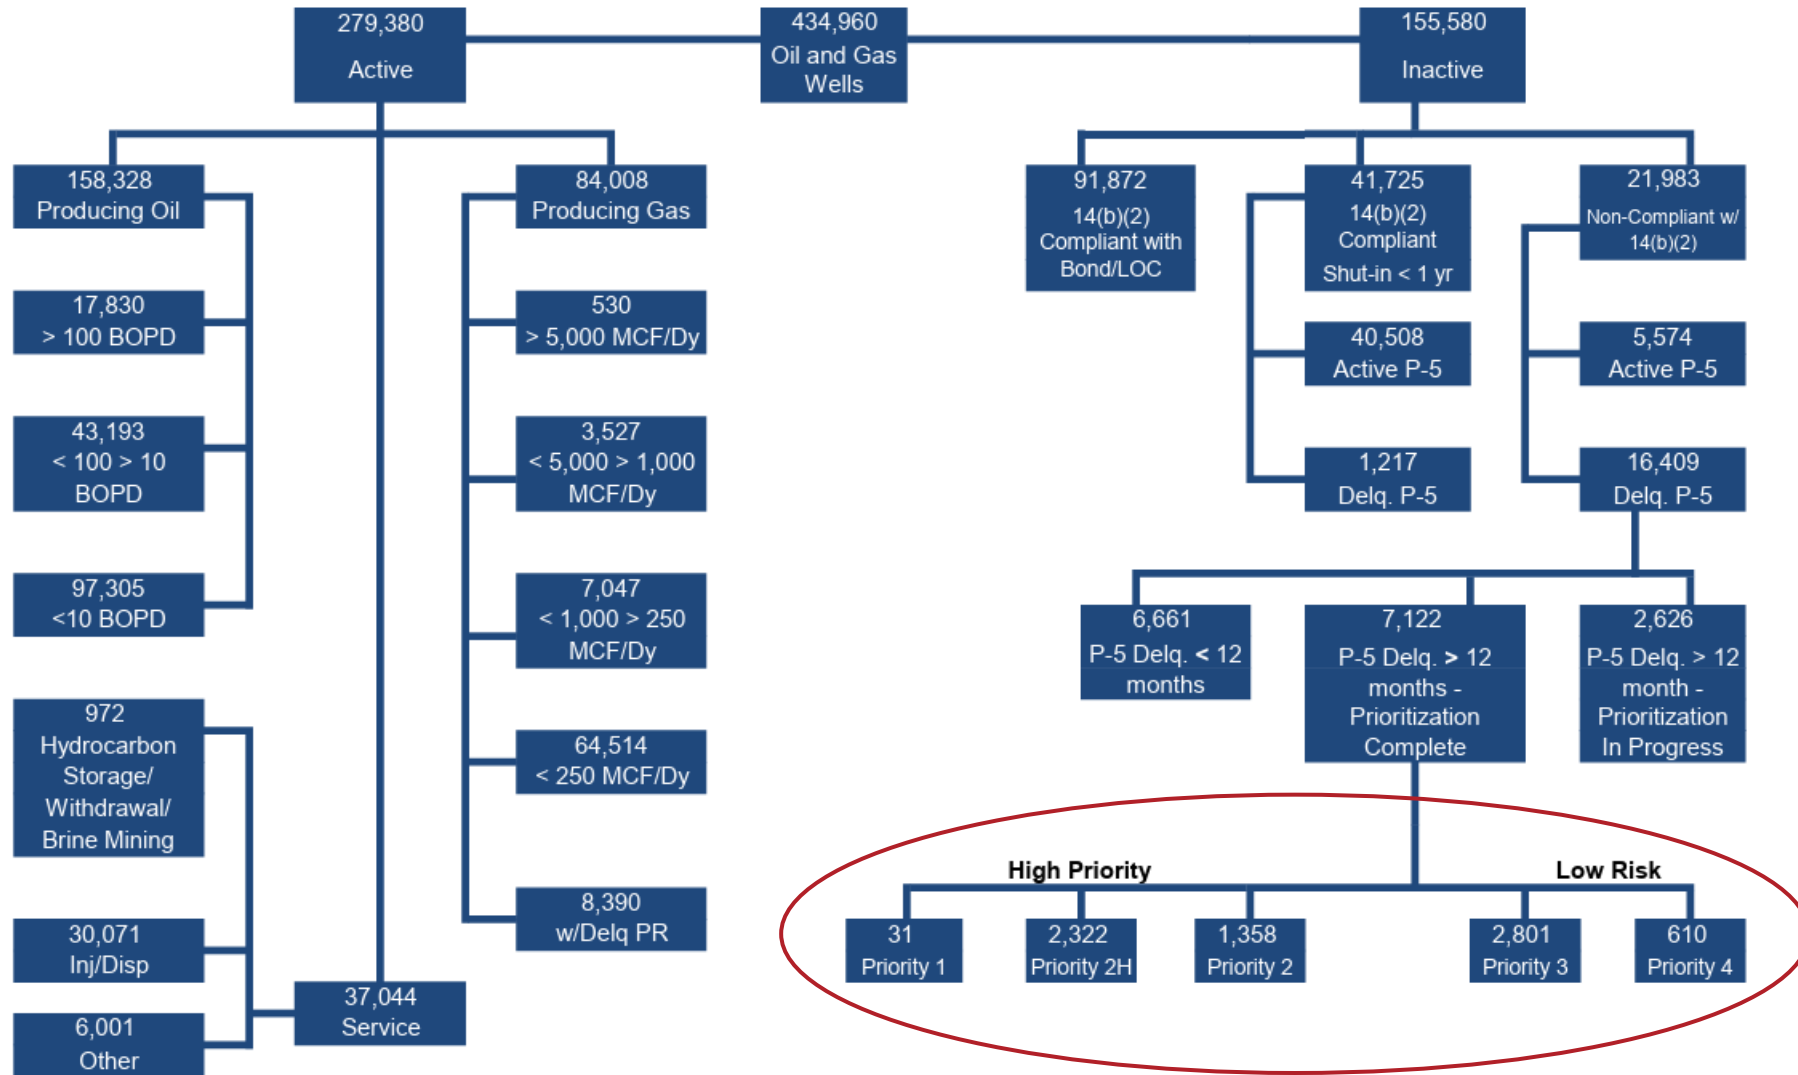 279,380
Active
434,960
Oil and Gas
Wells
155,580
Inactive
158,328
Producing Oil
17,830
> 100 BOPD
43,193
< 100 > 10
BOPD
97,305
<10 BOPD
84,008
Producing Gas
530
> 5,000 MCF/Dy
3,527
< 5,000 > 1,000
MCF/Dy
7,047
< 1,000 > 250
MCF/Dy
64,514
< 250 MCF/Dy
8,390
w/Delq PR
972
Hydrocarbon
Storage/
Withdrawal/
Brine Mining
30,071
Inj/Disp
6,001
Other
37,044
Service
91,872
14(b)(2)
Compliant with
Bond/LOC
41,725
14(b)(2)
Compliant
Shut-in < 1 yr
40,508
Active P-5
1,217
Delq. P-5
21,983
Non-Compliant w/
14(b)(2)
5,574
Active P-5
16,409
Delq. P-5
6,661
P-5 Delq. < 12
months
7,122
P-5 Delq. > 12
months -
Prioritization
Complete
2,626
P-5 Delq. > 12
month -
Prioritization
In Progress
High Priority
Low Risk
31
Priority 1
2,322
Priority 2H
1,358
Priority 2
2,801
Priority 3
610
Priority 4